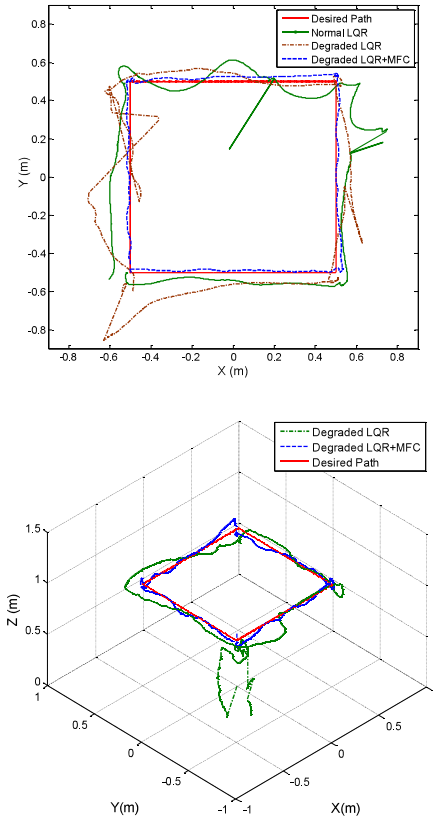 Desired Path
Normal LQR
Degraded LQR
Degraded LQR+MFC
0.8
0.6
0.4
0.2
0
-0.2
-0.4
-0.6
-0.8
Y (m)
-0.8 -0.6 -0.4 -0.2 0 0.2 0.4 0.6 0.8
X (m)
Degraded LQR
Degraded LQR+MFC
Desired Path
1.5
1
0.5
0
Z (m)
1
0.5
0
-0.5
-1
Y(m)
-1
-0.5
0
0.5
X(m)